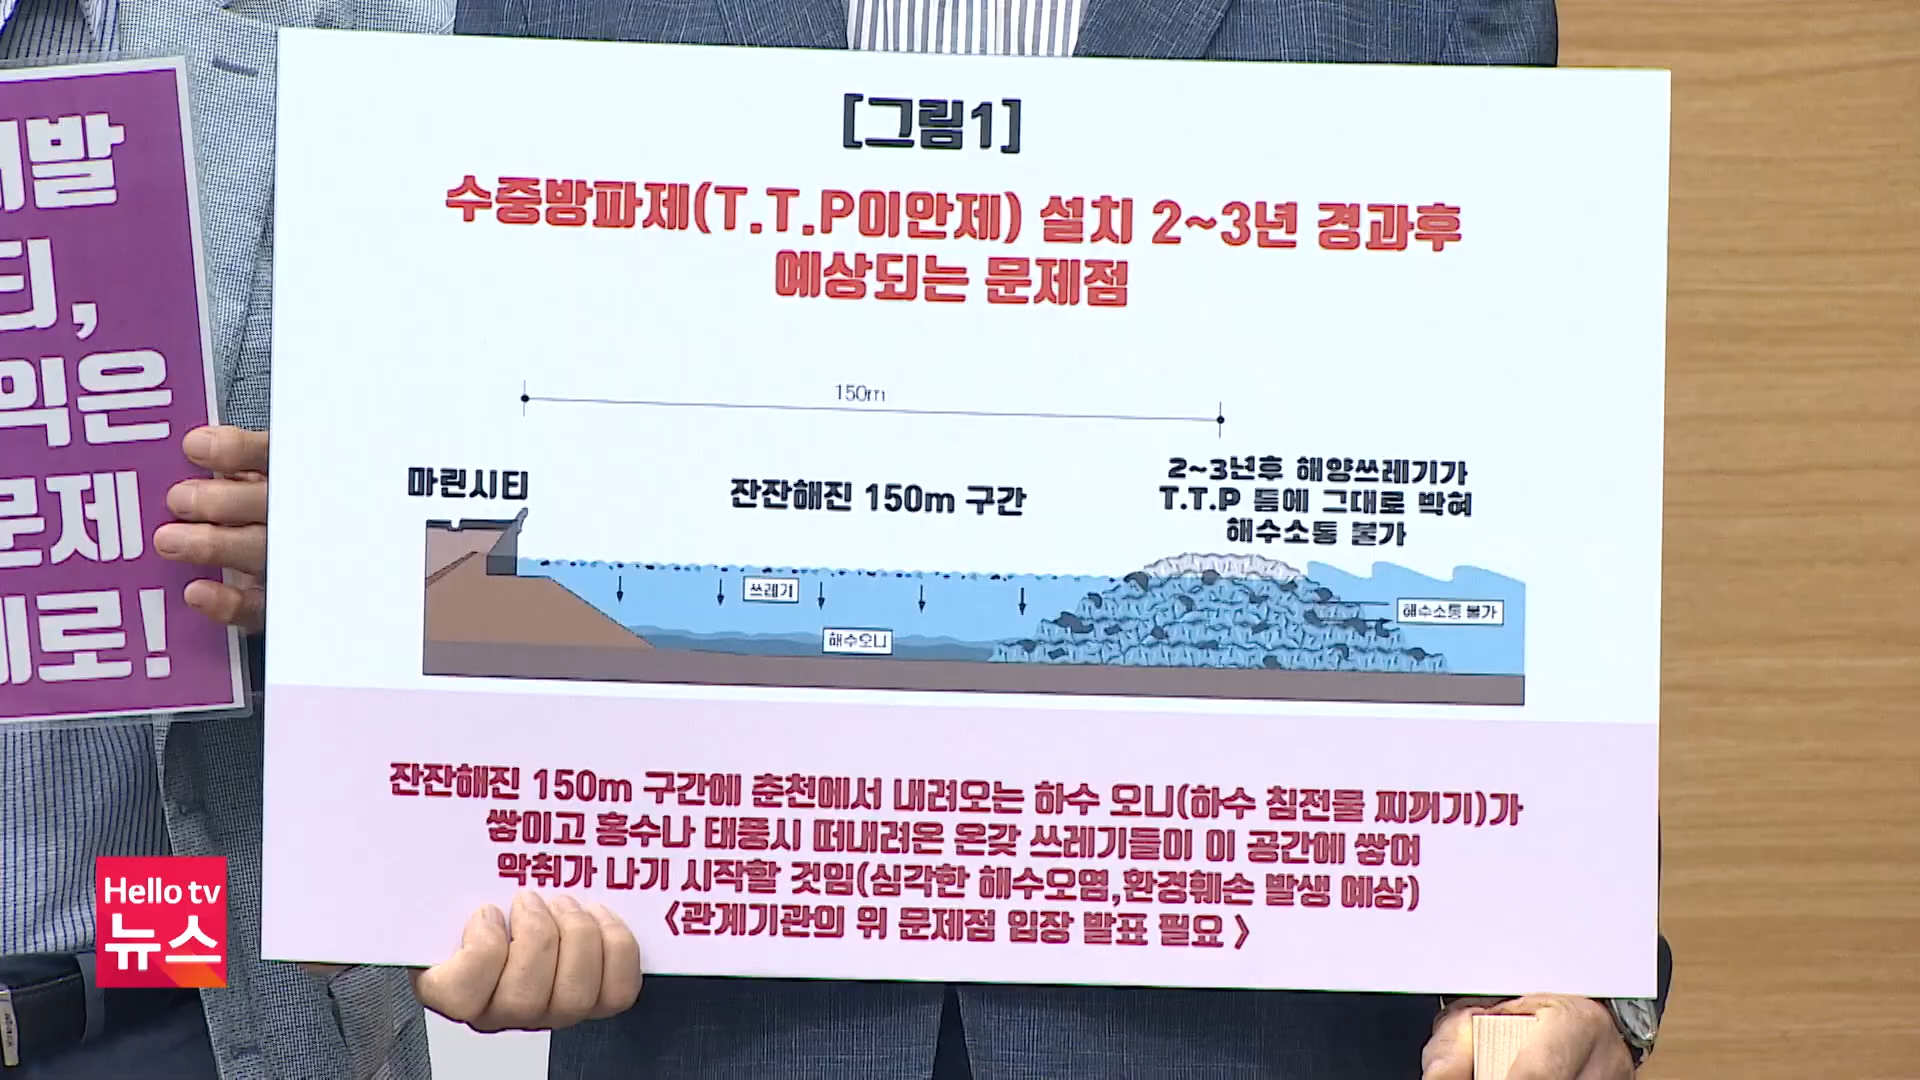 [그림1]
수중방파제(T.T.P이안제) 설치 2~3년 경과후
예상되는 문제점
150m
마린시티
잔잔해진 150m 구간
2~3년후 해양쓰레기가
T.T.P 틈에 그대로 박혀
해수소통 불가
쓰레기
해수오니
해수소통 불가
잔잔해진 150m 구간에 춘천에서 내려오는 하수 오니(하수 침전물 찌꺼기)가
쌓이고 홍수나 태풍시 떠내려온 온갖 쓰레기들이 이 공간에 쌓여
악취가 나기 시작할 것임(심각한 해수오염,환경훼손 발생 예상)
<관계기관의 위 문제점 입장 발표 필요 >
발
티,
익은
문제
로!
Hello tv
뉴스